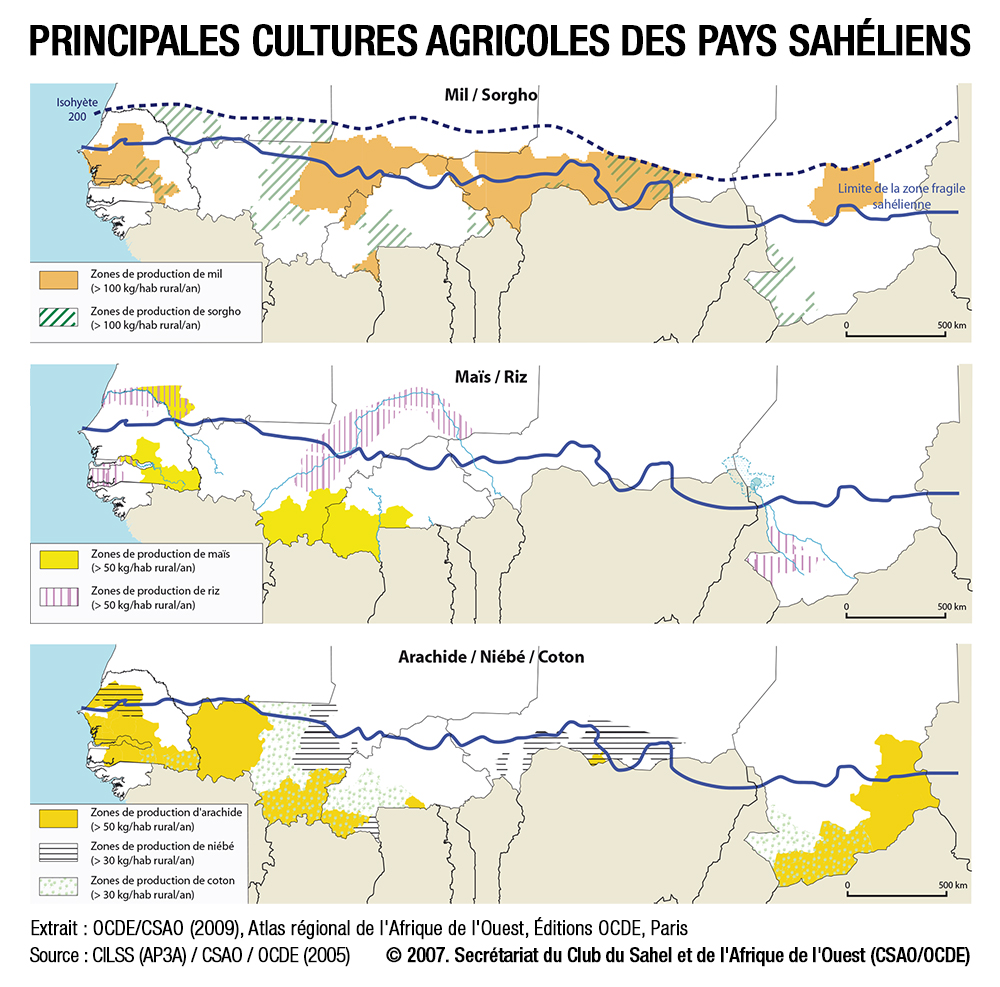 PRINCIPALES CULTURES AGRICOLES DES PAYS SAHÉLIENS
Mil / Sorgho
Isohyète
200
Limite de la zone fragile
sahélienne
Zones de production de mil
(> 100 kg/hab rural/an)
Zones de production de sorgho
(> 100 kg/hab rural/an)
0 500 km
Maïs / Riz
Zones de production de maïs
(> 50 kg/hab rural/an)
Zones de production de riz
(> 50 kg/hab rural/an)
0 500 km
Arachide / Niébé / Coton
Zones de production d'arachide
(> 50 kg/hab rural/an)
Zones de production de niébé
(> 30 kg/hab rural/an)
Zones de production de coton
(> 30 kg/hab rural/an)
0 500 km
Extrait : OCDE/CSAO (2009), Atlas régional de l'Afrique de l'Ouest, Éditions OCDE, Paris
Source : CILSS (AP3A) / CSAO / OCDE (2005) © 2007. Secrétariat du Club du Sahel et de l'Afrique de l'Ouest (CSAO/OCDE)